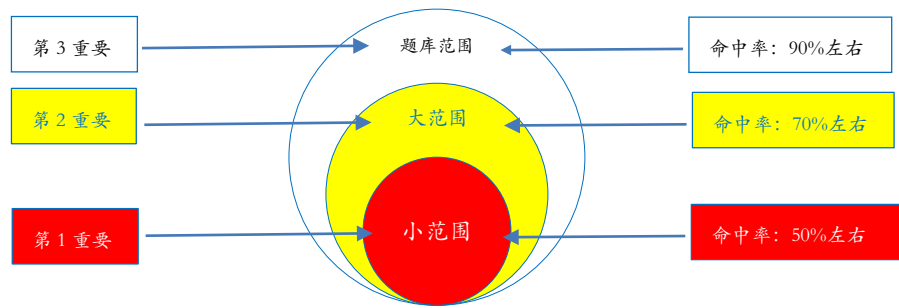 第 3 重要
题库范围
命中率：90%左右
第 2 重要
大范围
命中率：70%左右
第 1 重要
小范围
命中率：50%左右